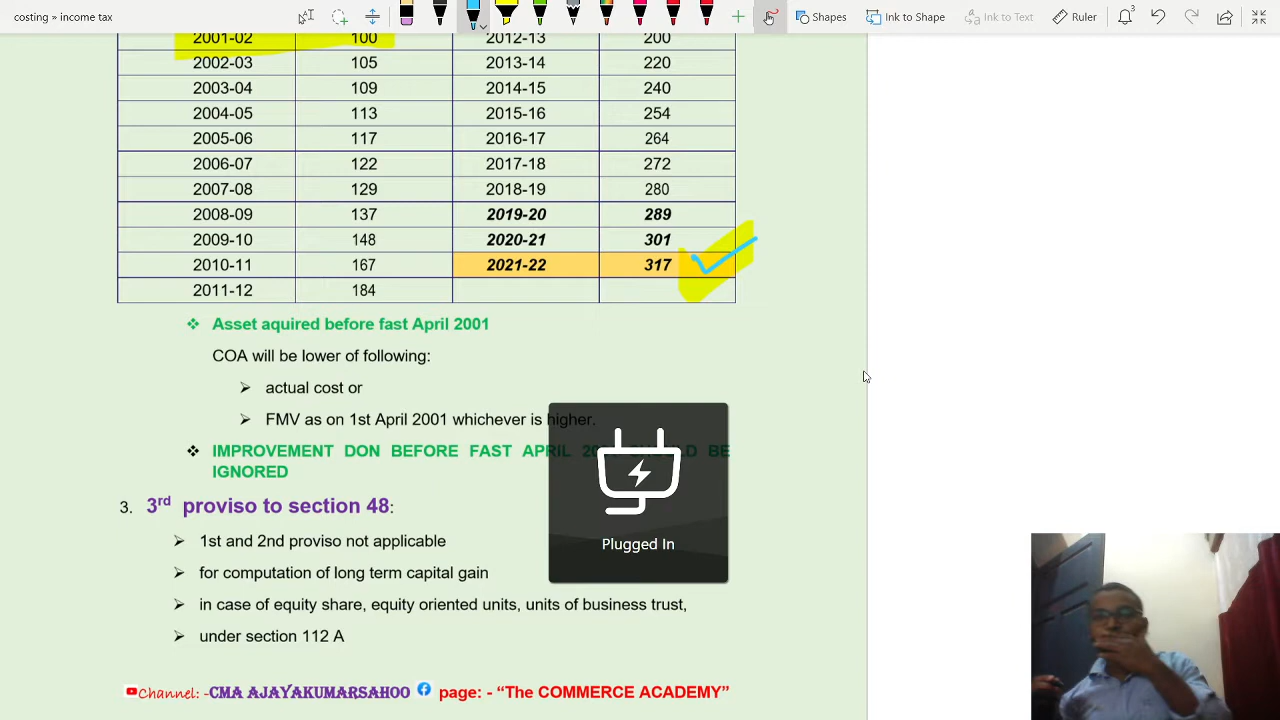 costing » income tax
Shapes Ink to Shape Ink to Text Ruler 3
2001-02 100 2012-13 200
2002-03 105 2013-14 220
2003-04 109 2014-15 240
2004-05 113 2015-16 254
2005-06 117 2016-17 264
2006-07 122 2017-18 272
2007-08 129 2018-19 280
2008-09 137 2019-20 289
2009-10 148 2020-21 301
2010-11 167 2021-22 317
2011-12 184
Asset aquired before fast April 2001
COA will be lower of following:
actual cost or
FMV as on 1st April 2001 whichever is higher.
IMPROVEMENT DON BEFORE FAST APRIL BE
IGNORED
Plugged In
3. 3rd proviso to section 48:
1st and 2nd proviso not applicable
for computation of long term capital gain
in case of equity share, equity oriented units, units of business trust,
under section 112 A
Channel: -CMA AJAYAKUMARSAHOO page: - “The COMMERCE ACADEMY”